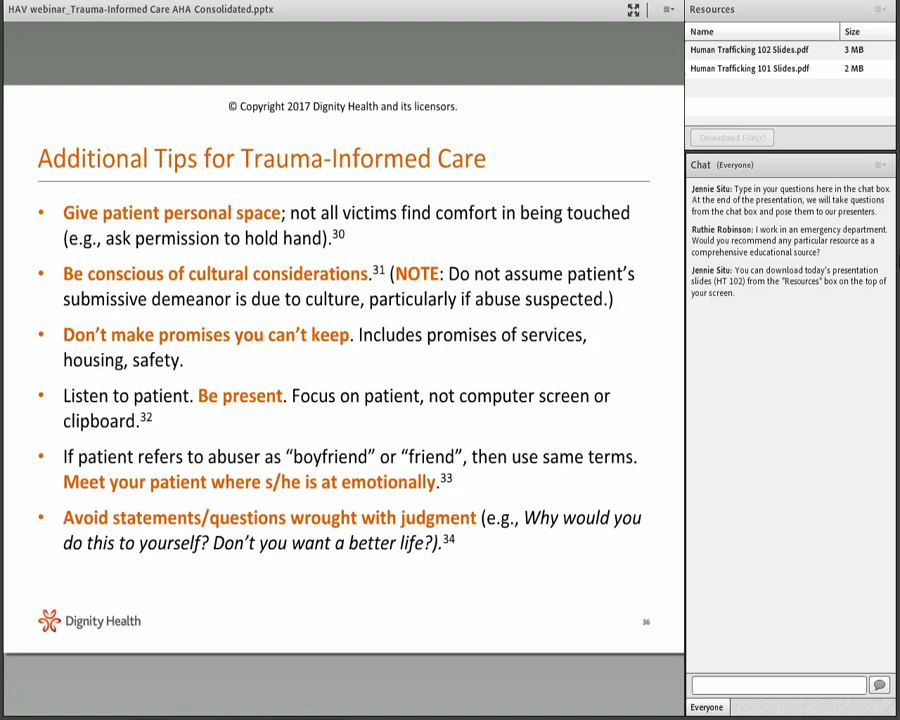 HAV webinar_Trauma-Informed Care AHA Consolidated.pptx
© Copyright 2017 Dignity Health and its licensors.
Additional Tips for Trauma-Informed Care
• Give patient personal space; not all victims find comfort in being touched
(e.g., ask permission to hold hand).30
• Be conscious of cultural considerations.31 (NOTE: Do not assume patient's
submissive demeanor is due to culture, particularly if abuse suspected.)
• Don't make promises you can't keep. Includes promises of services,
housing, safety.
• Listen to patient. Be present. Focus on patient, not computer screen or
clipboard.32
• If patient refers to abuser as "boyfriend" or "friend", then use same terms.
Meet your patient where s/he is at emotionally.33
• Avoid statements/questions wrought with judgment (e.g., Why would you
do this to yourself? Don't you want a better life?).34
Dignity Health
36
Resources
Name Size
Human Trafficking 102 Slides.pdf 3 MB
Human Trafficking 101 Slides.pdf 2 MB
Download File(s)
Chat (Everyone)
Jennie Situ: Type in your questions here in the chat box.
At the end of the presentation, we will take questions
from the chat box and pose them to our presenters.
Ruthie Robinson: I work in an emergency department.
Would you recommend any particular resource as a
comprehensive educational source?
Jennie Situ: You can download today's presentation
slides (HT 102) from the "Resources" box on the top of
your screen.
Everyone